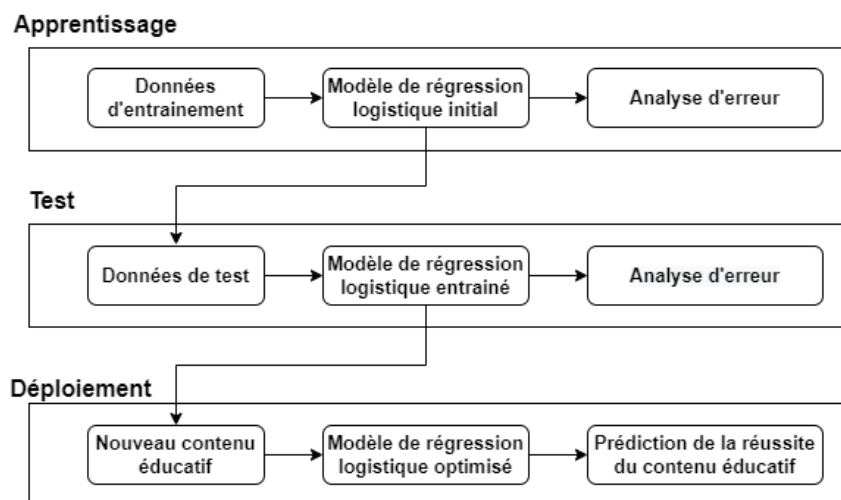 Apprentissage
Données
d'entrainement
Modèle de régression
logistique initial
Analyse d'erreur
Test
Données de test
Modèle de régression
logistique entrainé
Analyse d'erreur
Déploiement
Nouveau contenu
éducatif
Modèle de régression
logistique optimisé
Prédiction de la réussite
du contenu éducatif